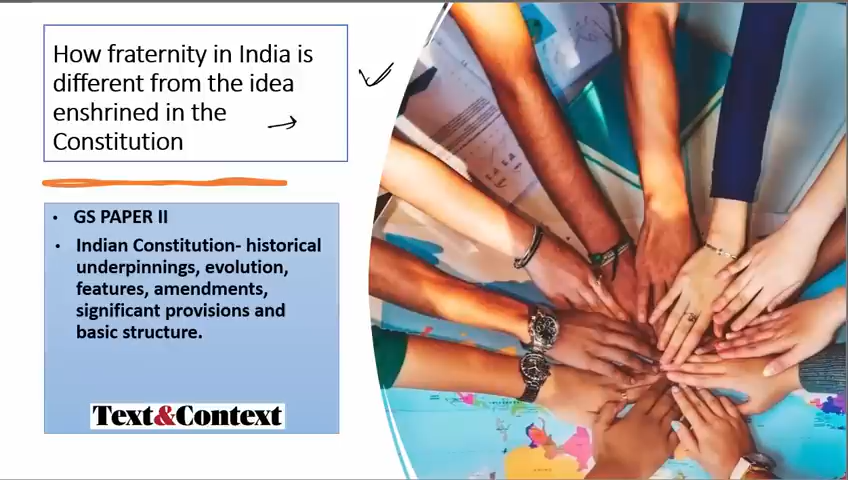 How fraternity in India is
different from the idea
enshrined in the
Constitution
• GS PAPER II
• Indian Constitution- historical
underpinnings, evolution,
features, amendments,
significant provisions and
basic structure.
Text&Context